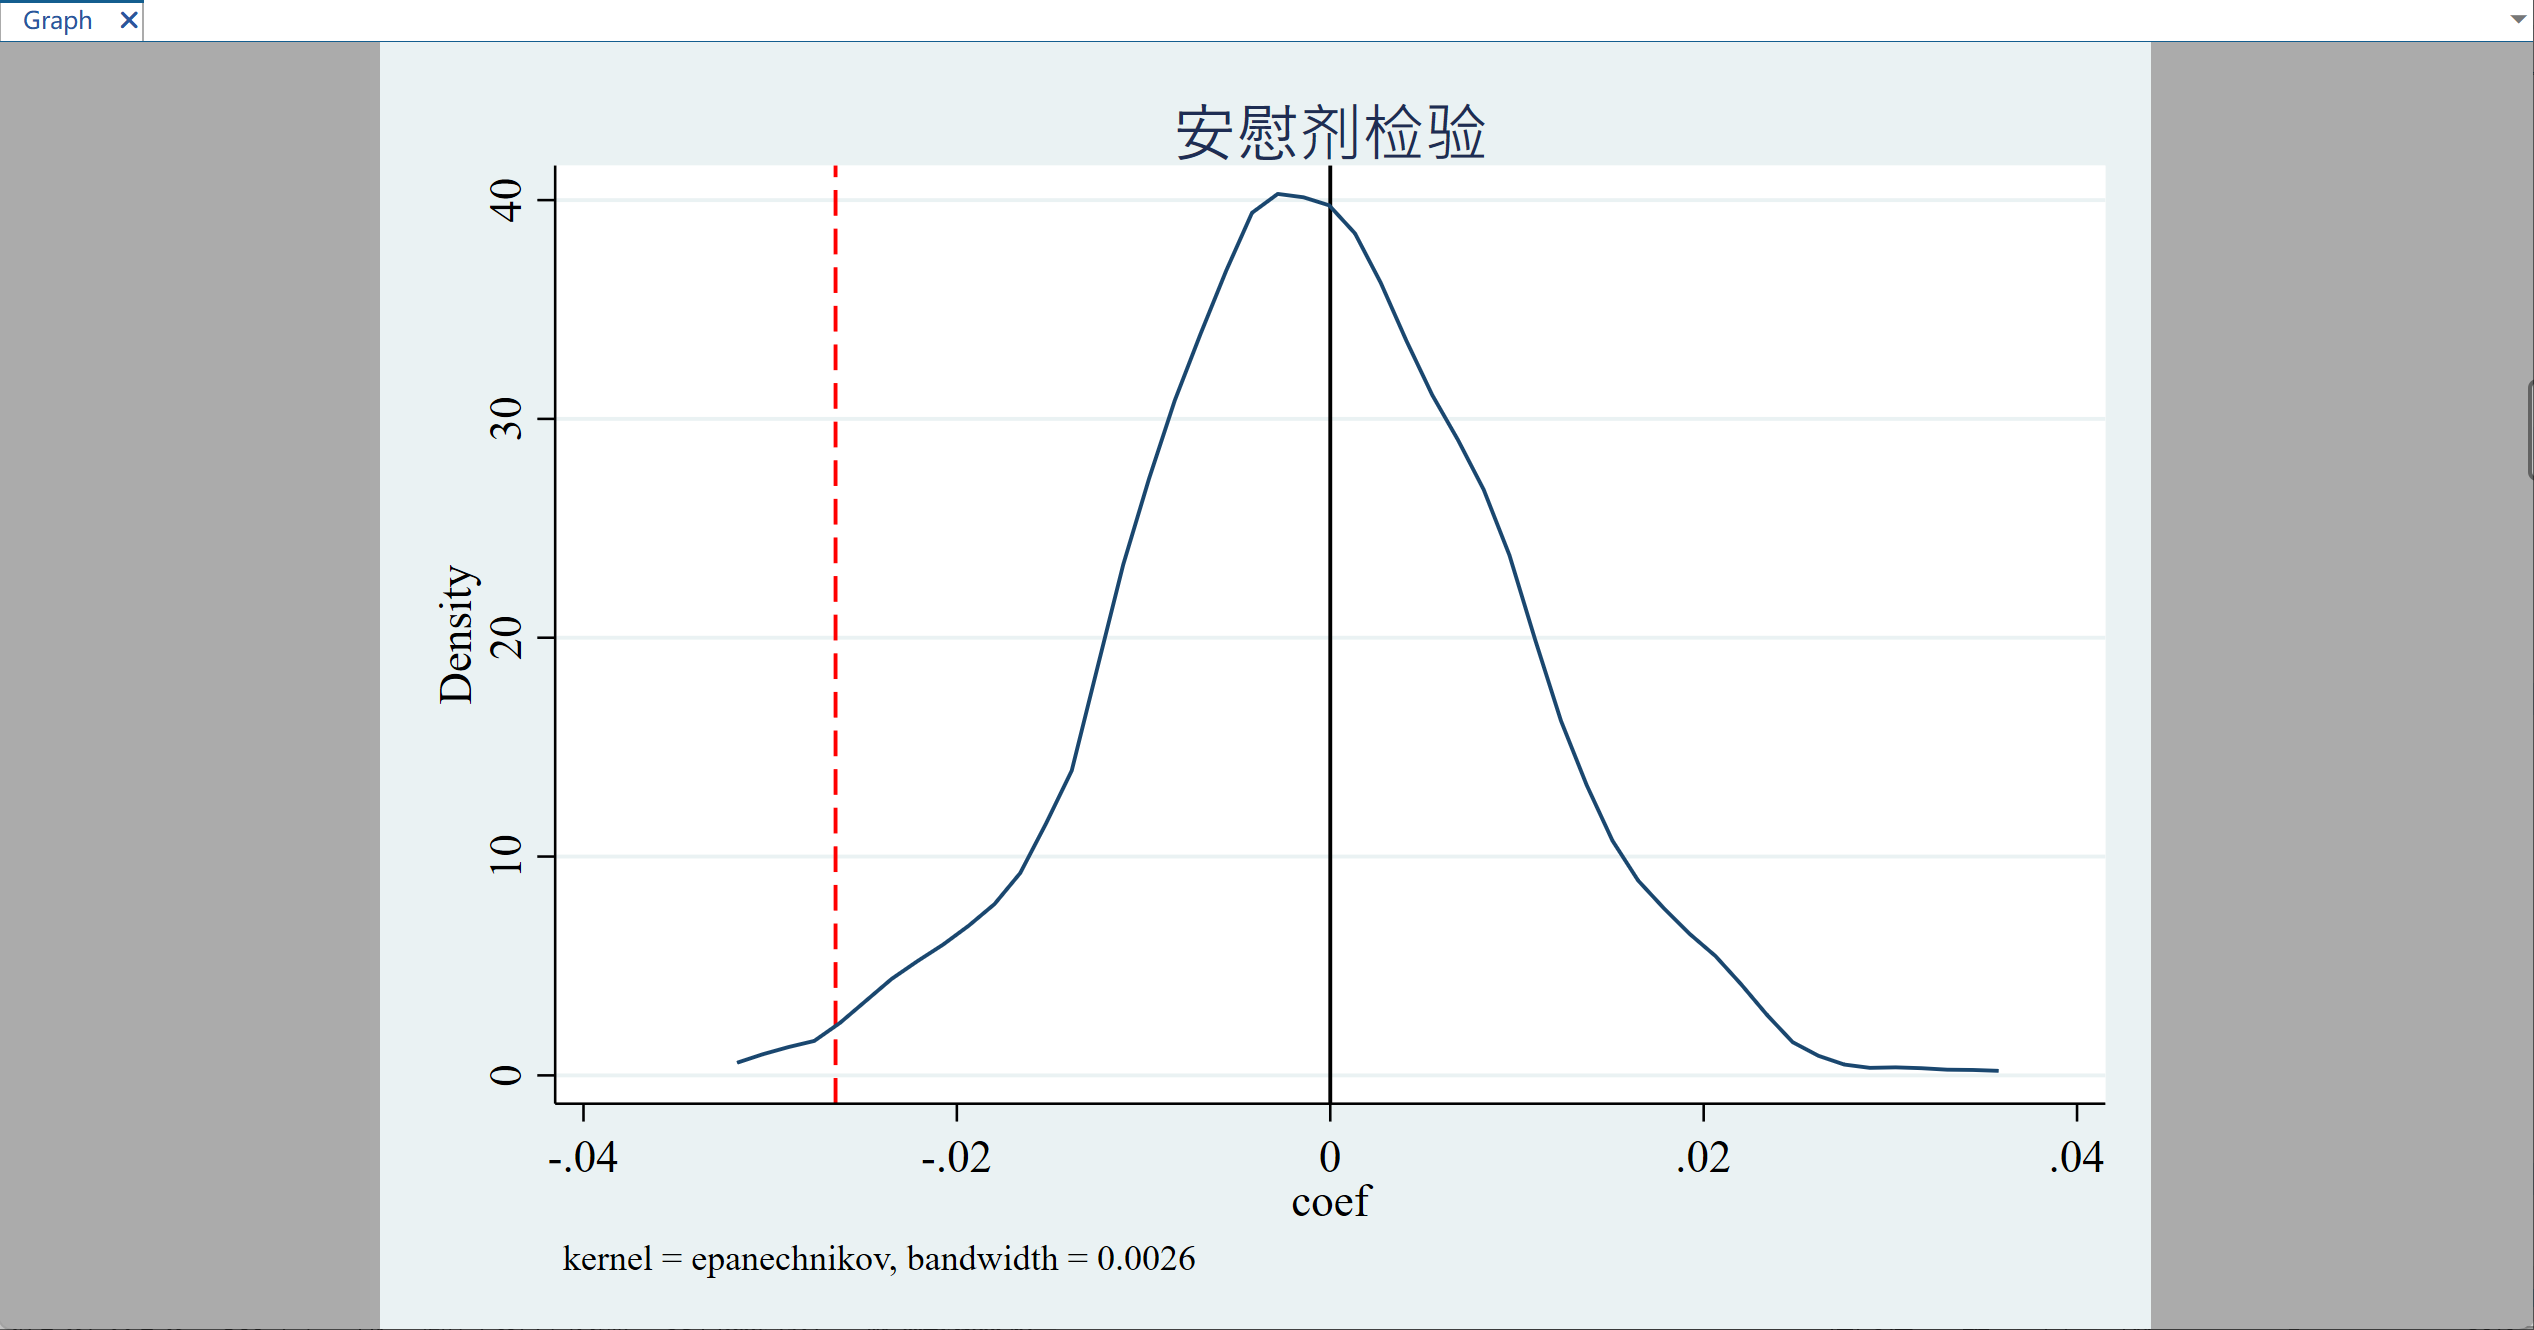 Graph
安慰剂检验
Density
40
30
20
10
0
-.04 -.02 0 .02 .04
coef
kernel = epanechnikov, bandwidth = 0.0026